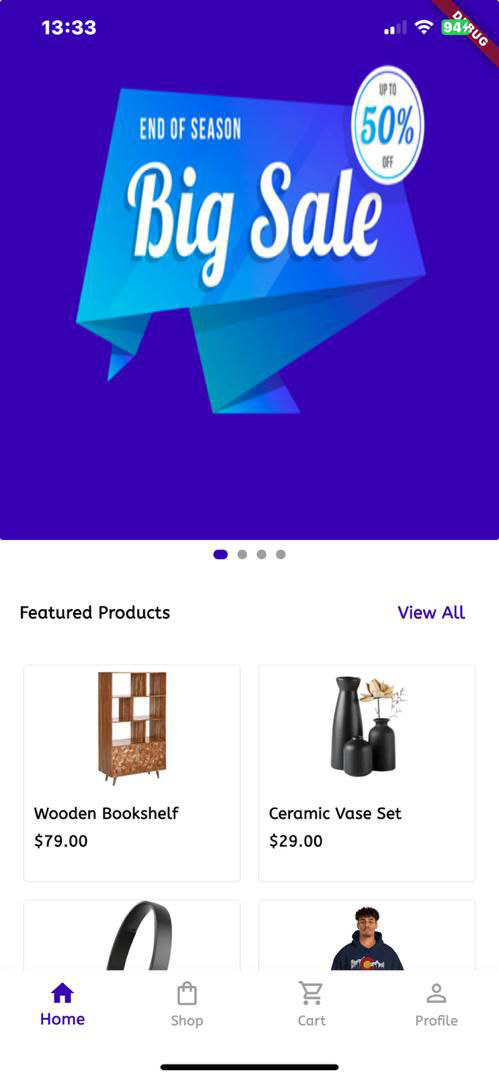 13:33
94
DEBUG
UP TO
50%
OFF
END OF SEASON
Big Sale
Featured Products
View All
Wooden Bookshelf
$79.00
Ceramic Vase Set
$29.00
Home
Shop
Cart
Profile